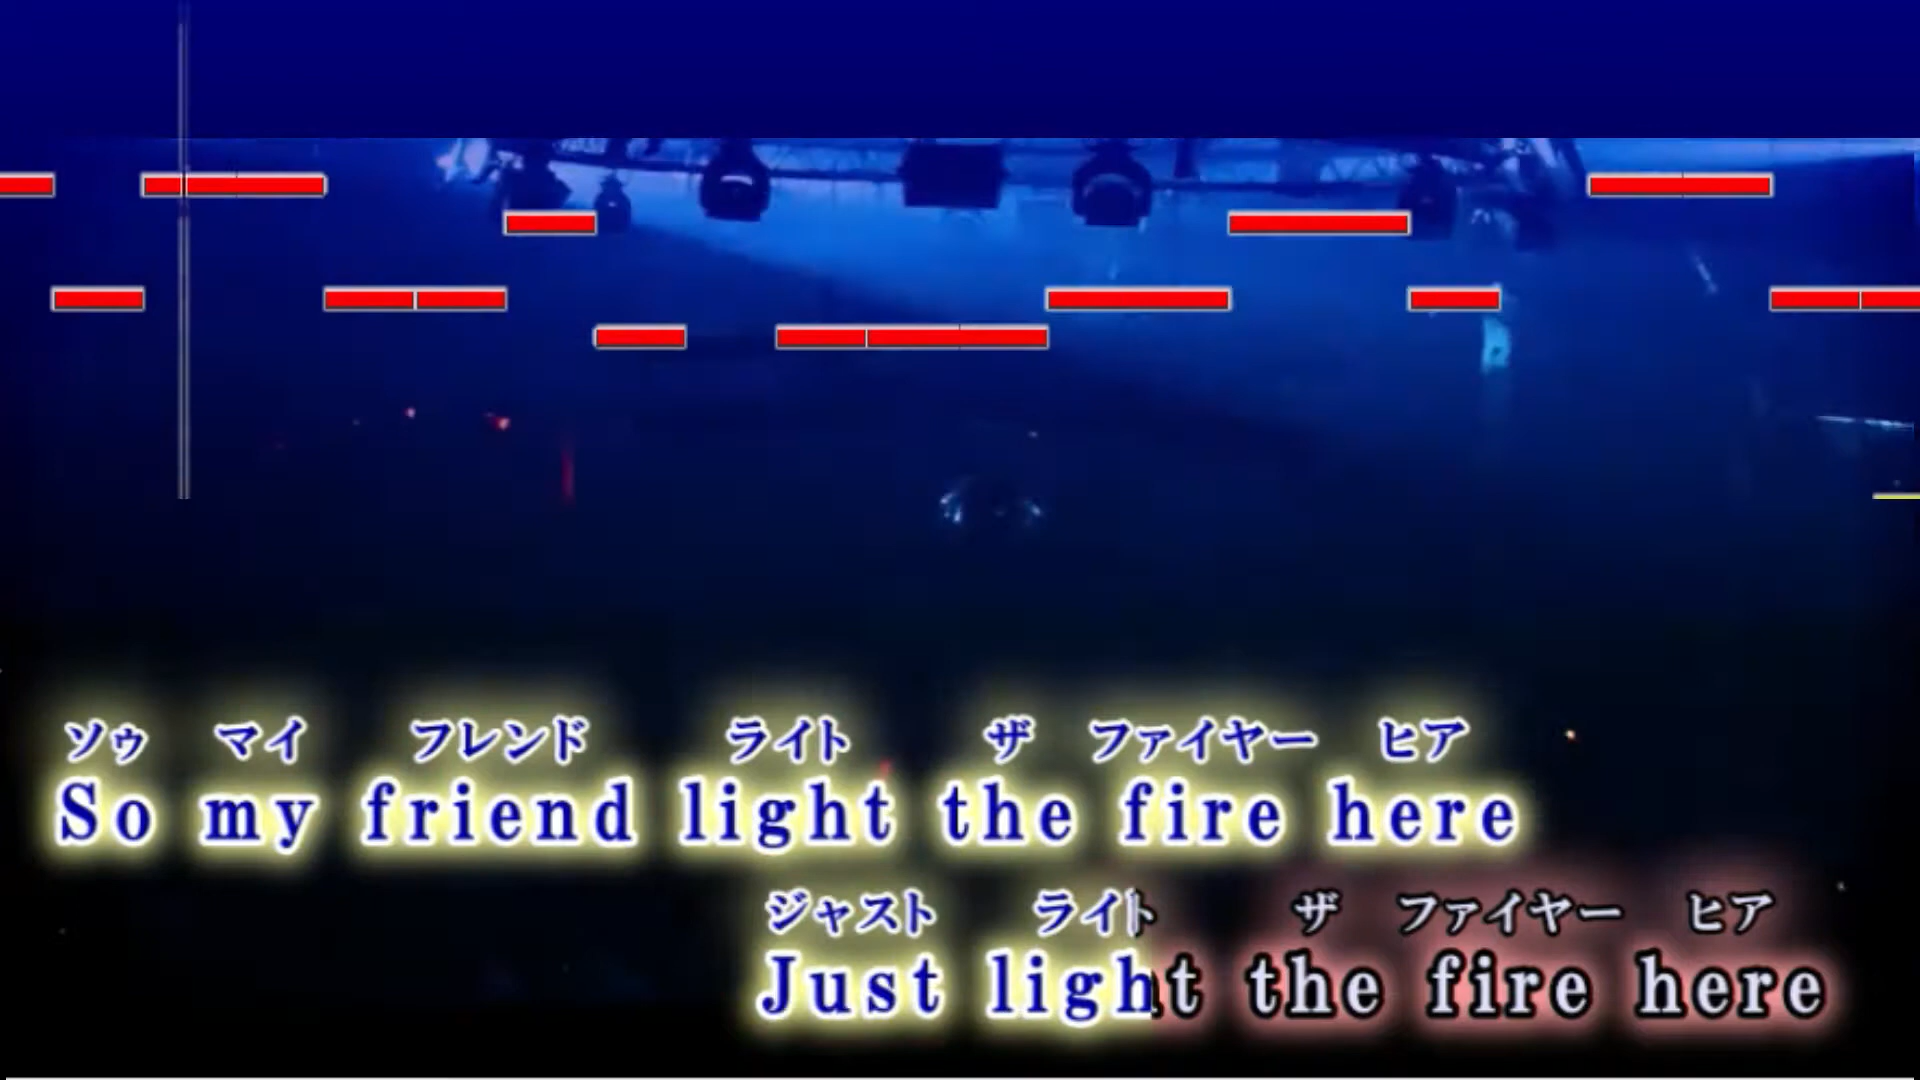 ソゥ マイ フレンド ライト ザ ファイヤー ヒア
So my friend light the fire here
ジャスト ライト ザ ファイヤー ヒア
Just light the fire here